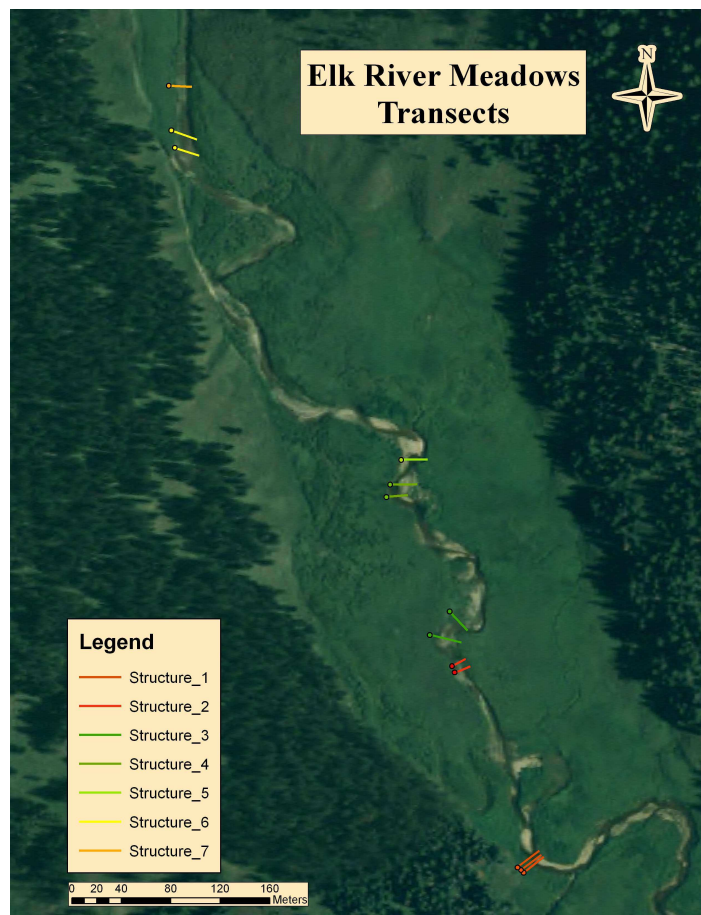 Elk River Meadows
Transects
N
Legend
Structure_1
Structure_2
Structure_3
Structure_4
Structure_5
Structure_6
Structure_7
0 20 40 80 120 160
Meters